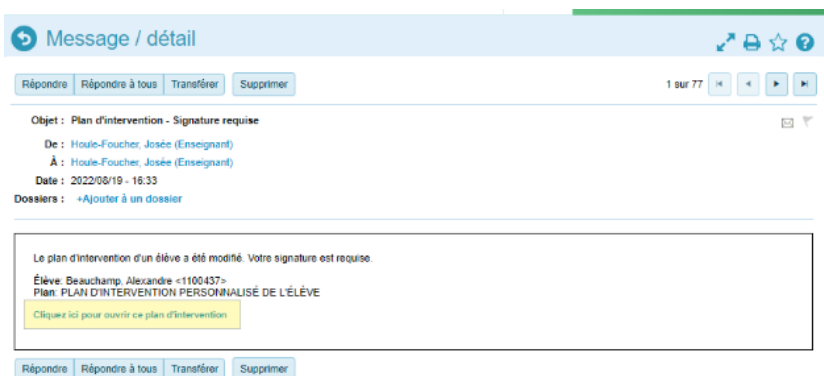 Message / détail
Répondre Répondre à tous Transférer Supprimer 1 sur 77
Objet : Plan d'intervention - Signature requise
De : Houle-Foucher, Josée (Enseignant)
À : Houle-Foucher, Josée (Enseignant)
Date : 2022/08/19 - 16:33
Dossiers : +Ajouter à un dossier
Le plan d'intervention d'un élève a été modifié. Votre signature est requise.
Élève: Beauchamp, Alexandre <1100437>
Plan: PLAN D'INTERVENTION PERSONNALISÉ DE L'ÉLÈVE
Cliquez ici pour ouvrir ce plan d'intervention
Répondre Répondre à tous Transférer Supprimer